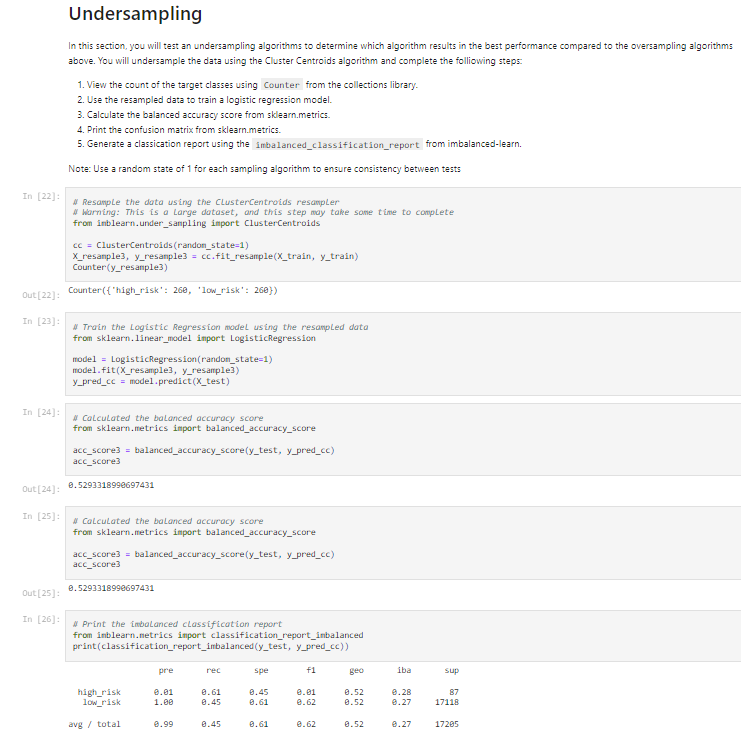 Undersampling
In this section, you will test an undersampling algorithms to determine which algorithm results in the best performance compared to the oversampling algorithms
above. You will undersample the data using the Cluster Centroids algorithm and complete the following steps:
1. View the count of the target classes using Counter from the collections library.
2. Use the resampled data to train a logistic regression model.
3. Calculate the balanced accuracy score from sklearn.metrics.
4. Print the confusion matrix from sklearn.metrics.
5. Generate a classication report using the imbalanced_classification_report from imbalanced-learn.
Note: Use a random state of 1 for each sampling algorithm to ensure consistency between tests
In [22]:
# Resample the data using the ClusterCentroids resampler
# Warning: This is a large dataset, and this step may take some time to complete
from imblearn.under_sampling import ClusterCentroids
cc = ClusterCentroids(random_state=1)
X_resample3, y_resample3 = cc.fit_resample(X_train, y_train)
Counter(y_resample3)
Out[22]: Counter({'high_risk': 260, 'low_risk': 260})
In [23]:
# Train the Logistic Regression model using the resampled data
from sklearn.linear_model import LogisticRegression
model = LogisticRegression(random_state=1)
model.fit(X_resample3, y_resample3)
y_pred_cc = model.predict(X_test)
In [24]:
# Calculated the balanced accuracy score
from sklearn.metrics import balanced_accuracy_score
acc_score3 = balanced_accuracy_score(y_test, y_pred_cc)
acc_score3
Out[24]: 0.5293318990697431
In [25]:
# Calculated the balanced accuracy score
from sklearn.metrics import balanced_accuracy_score
acc_score3 = balanced_accuracy_score(y_test, y_pred_cc)
acc_score3
Out[25]: 0.5293318990697431
In [26]:
# Print the imbalanced classification report
from imblearn.metrics import classification_report_imbalanced
print(classification_report_imbalanced(y_test, y_pred_cc))
pre rec spe f1 geo iba sup
high_risk 0.01 0.61 0.45 0.01 0.52 0.28 87
low_risk 1.00 0.45 0.61 0.62 0.52 0.27 17118
avg / total 0.99 0.45 0.61 0.62 0.52 0.27 17205